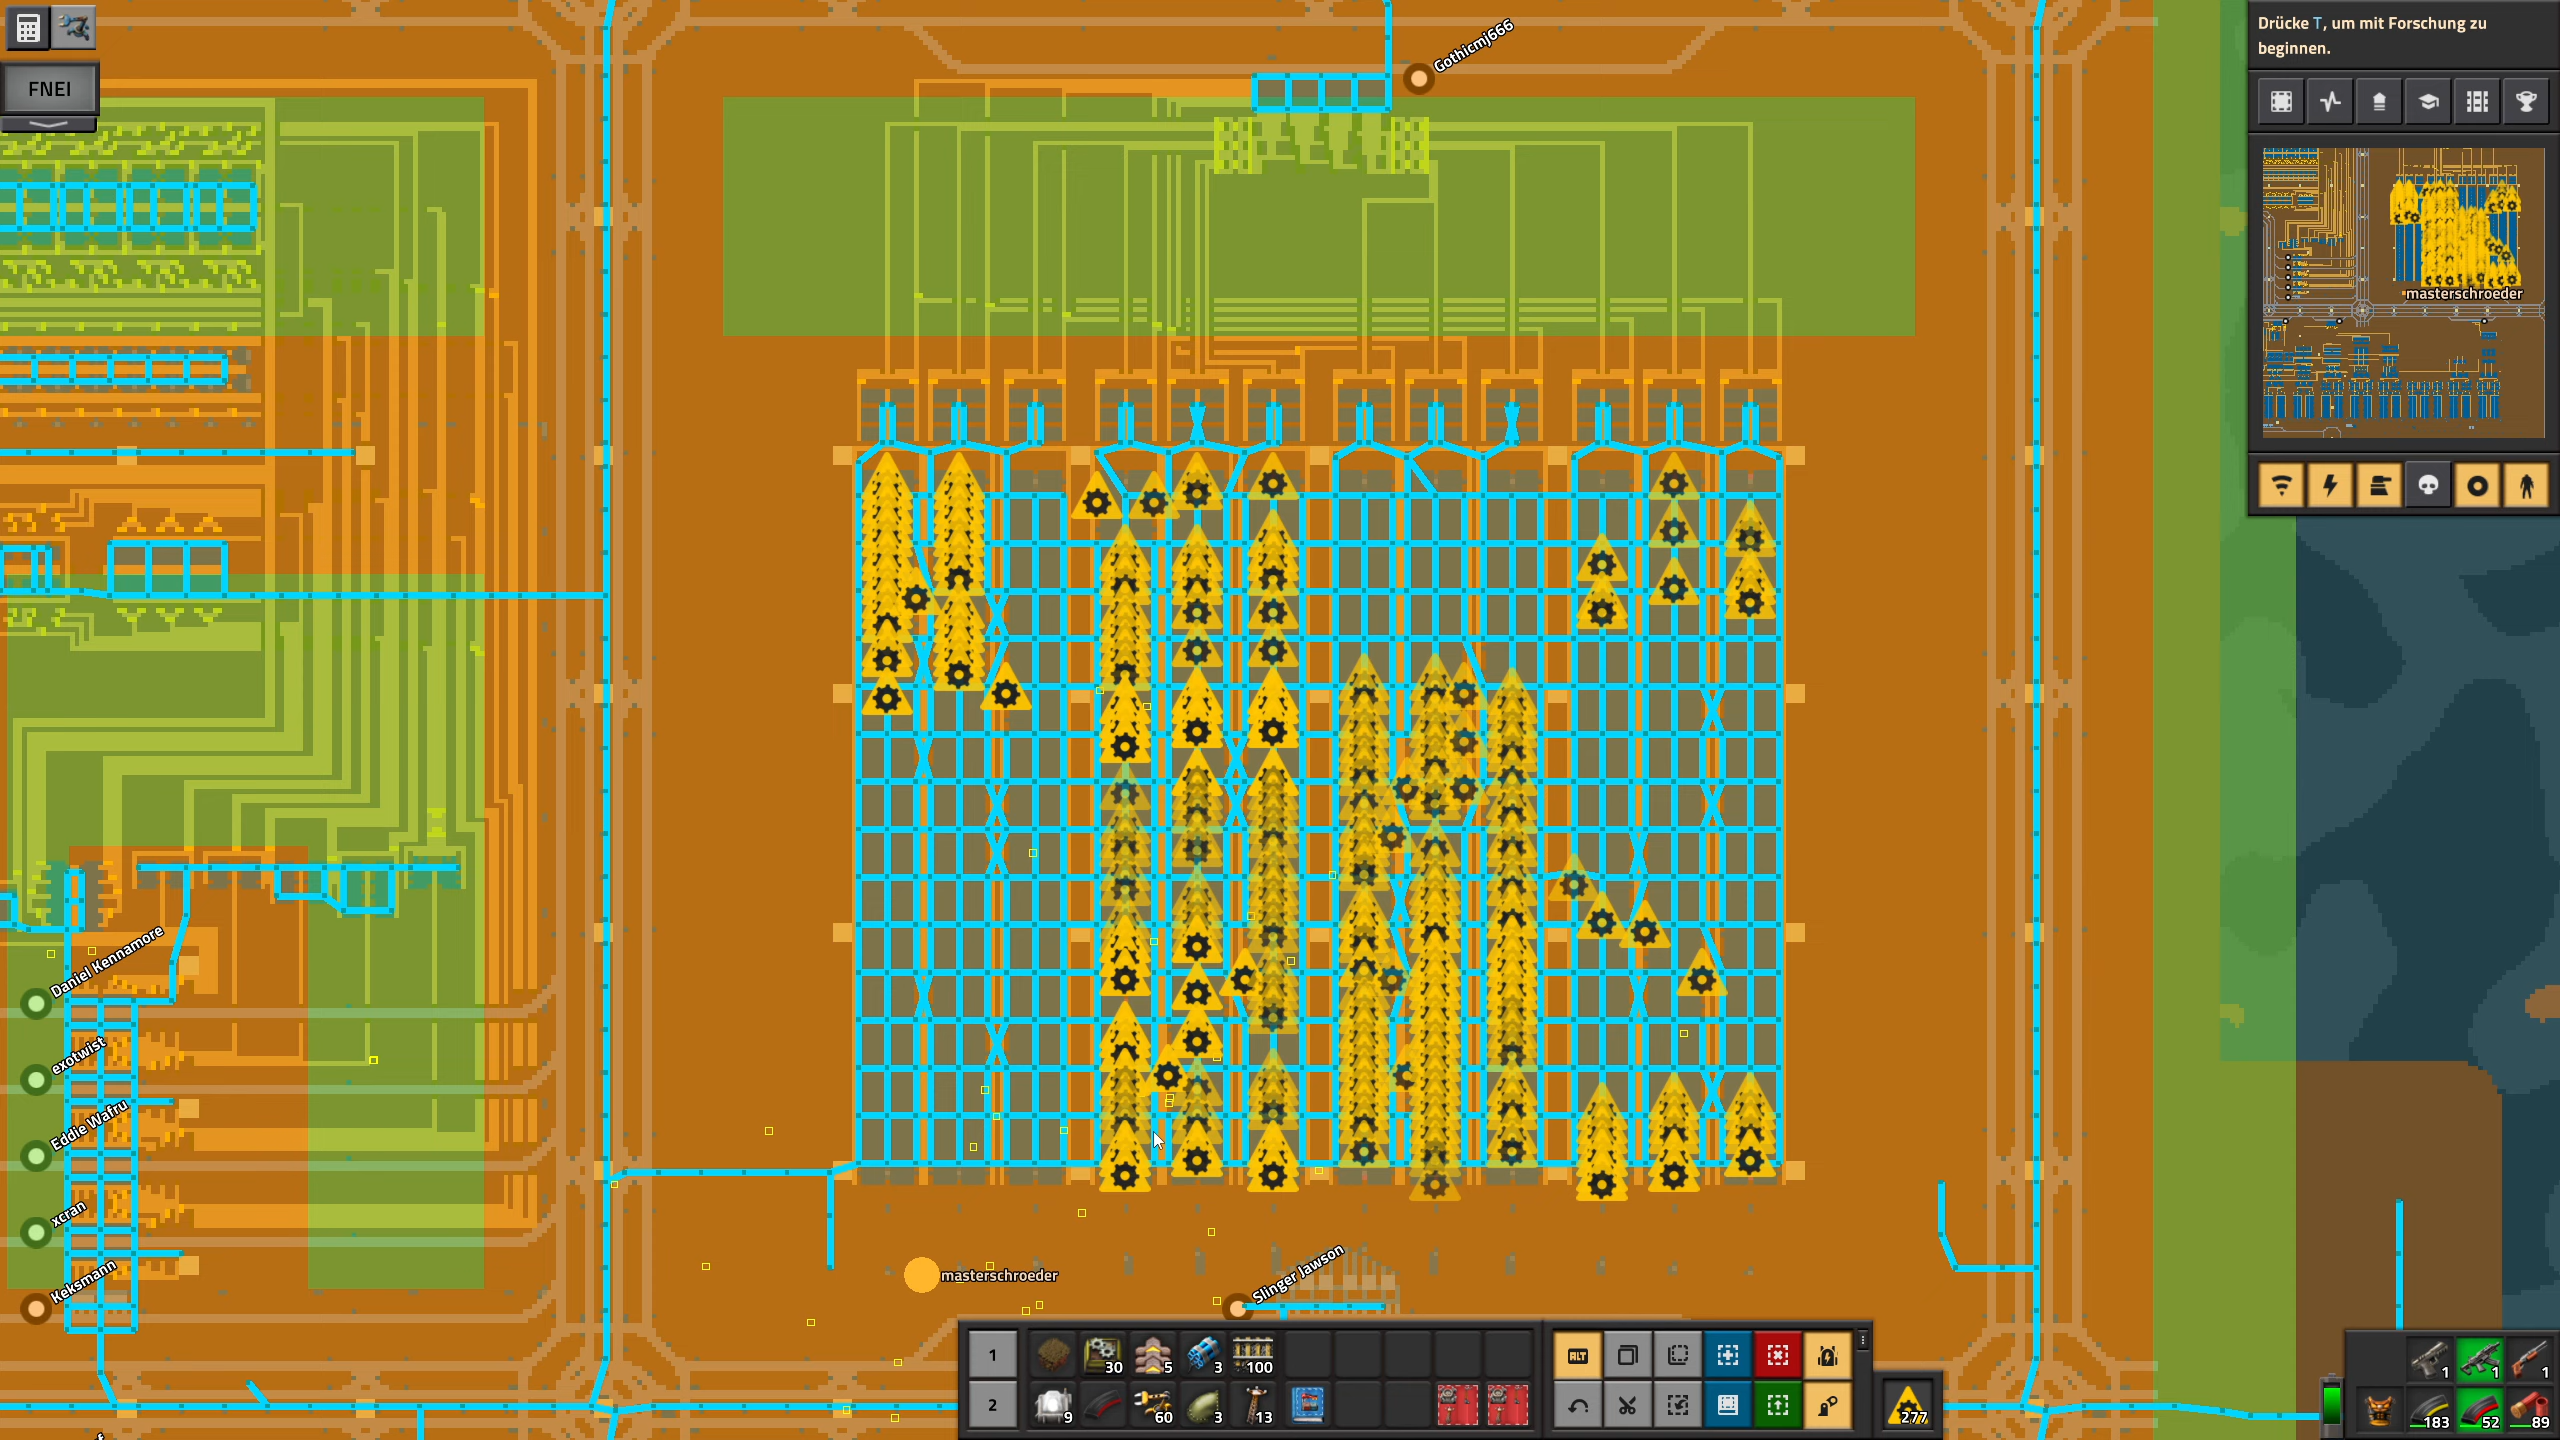 FNEI
Drücke T, um mit Forschung zu
beginnen.
Gothicmj666
masterschroeder
Daniel Kennamore
exotwist
Eddie Wafru
xcran
Keksmann
masterschroeder
Slinger Jawson
1
30
5
3
100
ALT
2
9
60
3
13
277
1
1
1
183
52
89